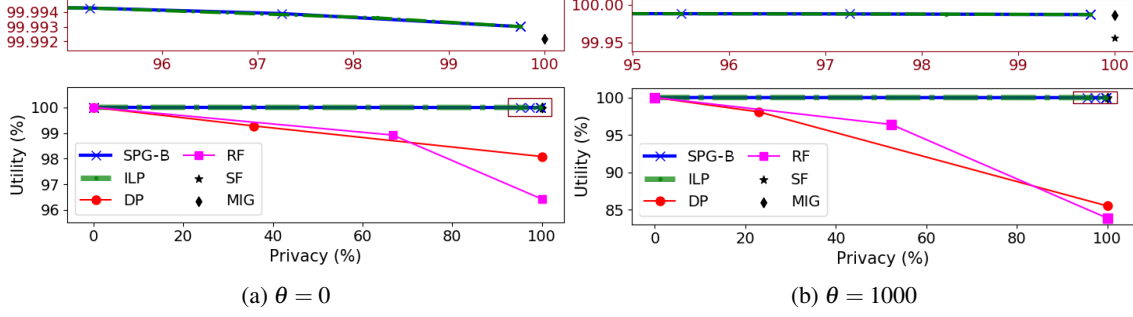 99.994
99.993
99.992
96 97 98 99 100
100
99
98
97
96
Utility (%)
SPG-B RF
ILP SF
DP MIG
0 20 40 60 80 100
Privacy (%)
(a) θ = 0
100.00
99.95
95 96 97 98 99 100
100
95
90
85
Utility (%)
SPG-B RF
ILP SF
DP MIG
0 20 40 60 80 100
Privacy (%)
(b) θ = 1000